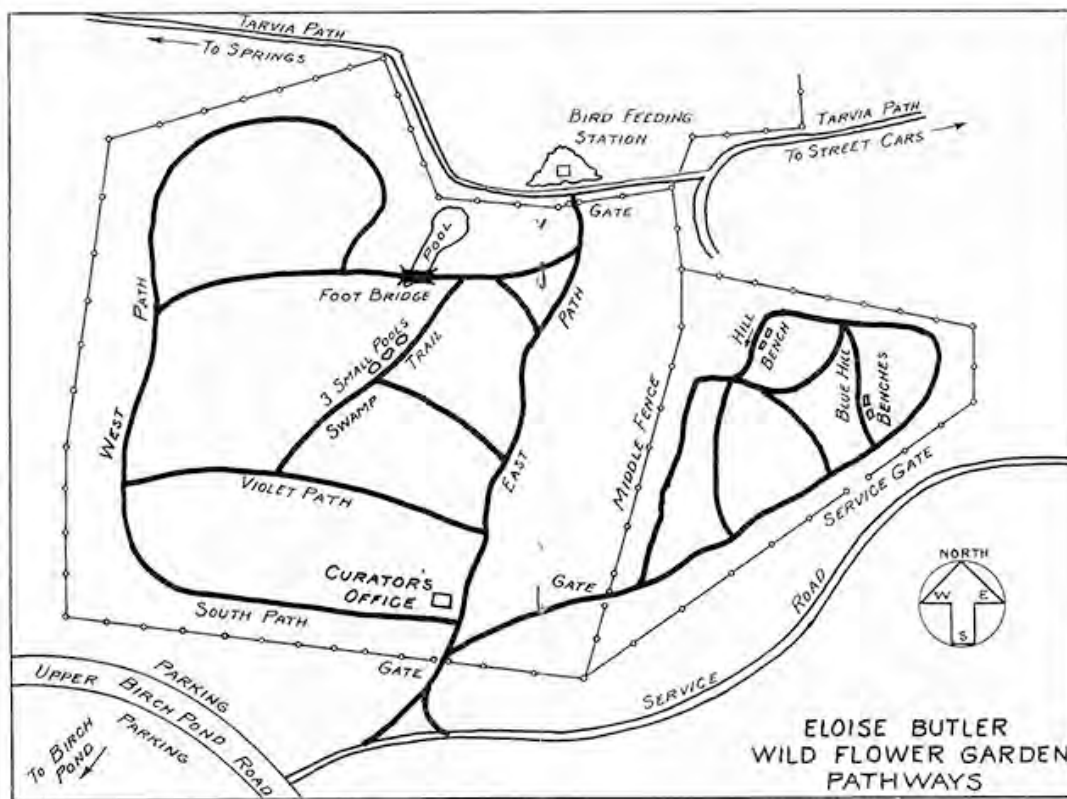 TARVIA PATH
TO SPRINGS
BIRD FEEDING
STATION
TARVIA PATH
TO STREET CARS
GATE
POOL
FOOT BRIDGE
PATH
WEST
3 SMALL POOLS
SWAMP
TRAIL
PATH
EAST
MIDDLE FENCE
HILL
BENCH
BLUE HILL
BENCHES
VIOLET PATH
SERVICE GATE
CURATOR'S
OFFICE
GATE
SOUTH PATH
GATE
SERVICE
ROAD
NORTH
W E
S
PARKING
UPPER BIRCH POND ROAD
PARKING
TO BIRCH
POND
ELOISE BUTLER
WILD FLOWER GARDEN
PATHWAYS